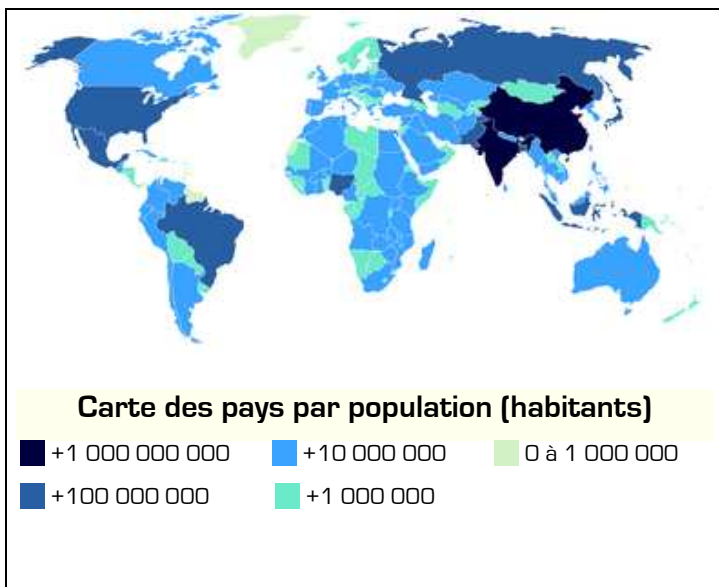 Carte des pays par population (habitants)
+1 000 000 000 +10 000 000 0 à 1 000 000
+100 000 000 +1 000 000